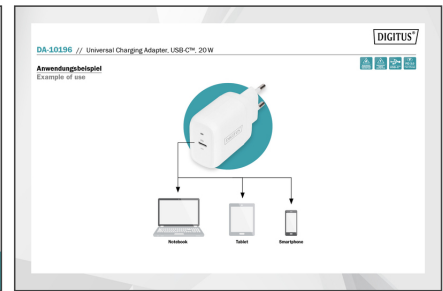 DIGITUS®
DA-10196 // Universal Charging Adapter, USB-C™, 20 W
Anwendungsbeispiel
Example of use
DIGITUS
Notebook
Tablet
Smartphone